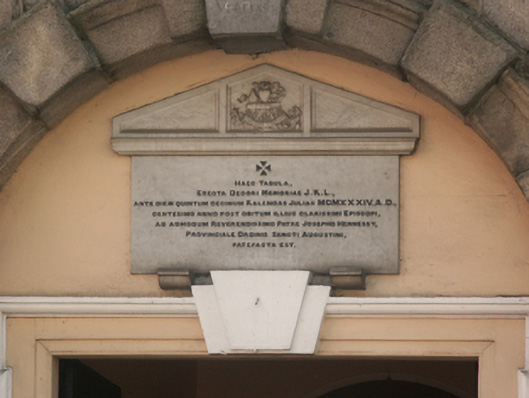 HAEC TABULA,
ERECTA DECORI MEMORIAE J.K.L.,
ANTE DIEM QUINTUM DECIMUM KALENDAS JULIAS MCMXXXIV, A.D.,
CENTESIMO ANNO POST OBITUM ILLIUS CLARISSIMI EPISCOPI,
AB ADMODUM REVERENDISSIMO PATRE JOSEPHO HENNESSY,
PROVINCIALE ORDINIS SANCTI AUGUSTINI,
PATEFACTA EST.